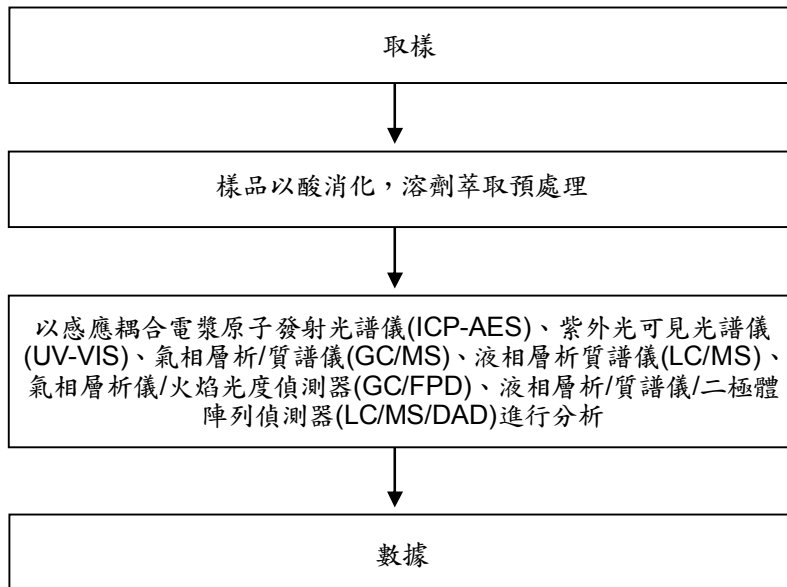 取樣
樣品以酸消化，溶劑萃取預處理
以感應耦合電漿原子發射光譜儀(ICP-AES)、紫外光可見光譜儀
(UV-VIS)、氣相層析/質譜儀(GC/MS)、液相層析質譜儀(LC/MS)、
氣相層析儀/火焰光度偵測器(GC/FPD)、液相層析/質譜儀/二極體
陣列偵測器(LC/MS/DAD)進行分析
數據